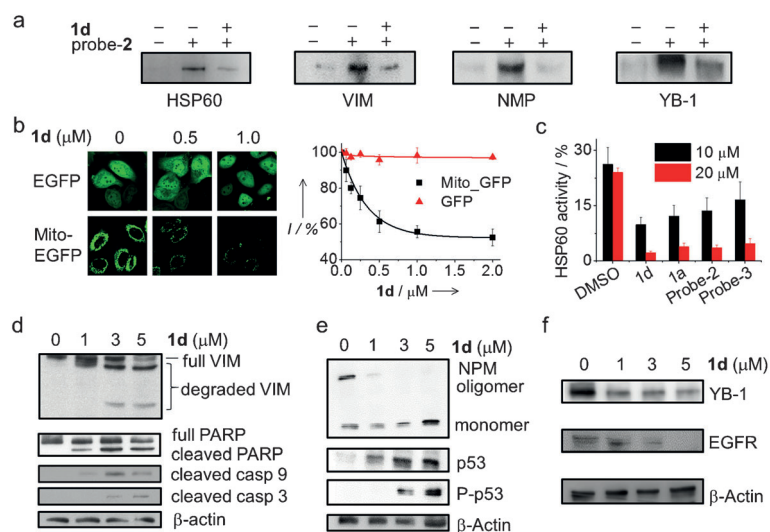 a
1d − − + − − + − − + − − +
probe-2 − + + − + + − + + − + +
HSP60 VIM NMP YB-1
b
1d (μM) 0 0.5 1.0
EGFP
Mito-
EGFP
100
80
60
40
I / %
Mito_GFP
GFP
0.0 0.5 1.0 2.0
1d / μM
c
HSP60 activity / %
30
15
0
10 μM
20 μM
DMSO 1d 1a Probe-2 Probe-3
d
0 1 3 5 1d (μM)
full VIM
degraded VIM
full PARP
cleaved PARP
cleaved casp 9
cleaved casp 3
β-actin
e
0 1 3 5 1d (μM)
NPM
oligomer
monomer
p53
P-p53
β-Actin
f
0 1 3 5 1d (μM)
YB-1
EGFR
β-Actin